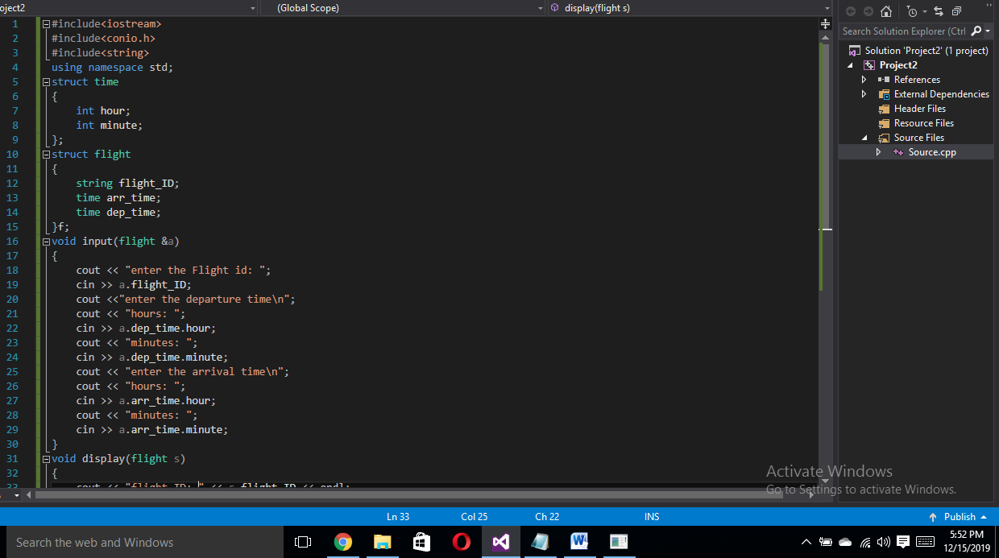 oject2 (Global Scope) display(flight s)
Search Solution Explorer (Ctrl
Solution 'Project2' (1 project)
Project2
References
External Dependencies
Header Files
Resource Files
Source Files
Source.cpp
1 #include<iostream>
2 #include<conio.h>
3 #include<string>
4 using namespace std;
5 struct time
6 {
7 int hour;
8 int minute;
9 };
10 struct flight
11 {
12 string flight_ID;
13 time arr_time;
14 time dep_time;
15 }f;
16 void input(flight &a)
17 {
18 cout << "enter the Flight id: ";
19 cin >> a.flight_ID;
20 cout <<"enter the departure time\n";
21 cout << "hours: ";
22 cin >> a.dep_time.hour;
23 cout << "minutes: ";
24 cin >> a.dep_time.minute;
25 cout << "enter the arrival time\n";
26 cout << "hours: ";
27 cin >> a.arr_time.hour;
28 cout << "minutes: ";
29 cin >> a.arr_time.minute;
30 }
31 void display(flight s)
32 {
33 cout << "flight ID: " << s.flight_ID << endl;
Activate Windows
Go to Settings to activate Windows.
Ln 33 Col 25 Ch 22 INS Publish
Search the web and Windows
5:52 PM
12/15/2019